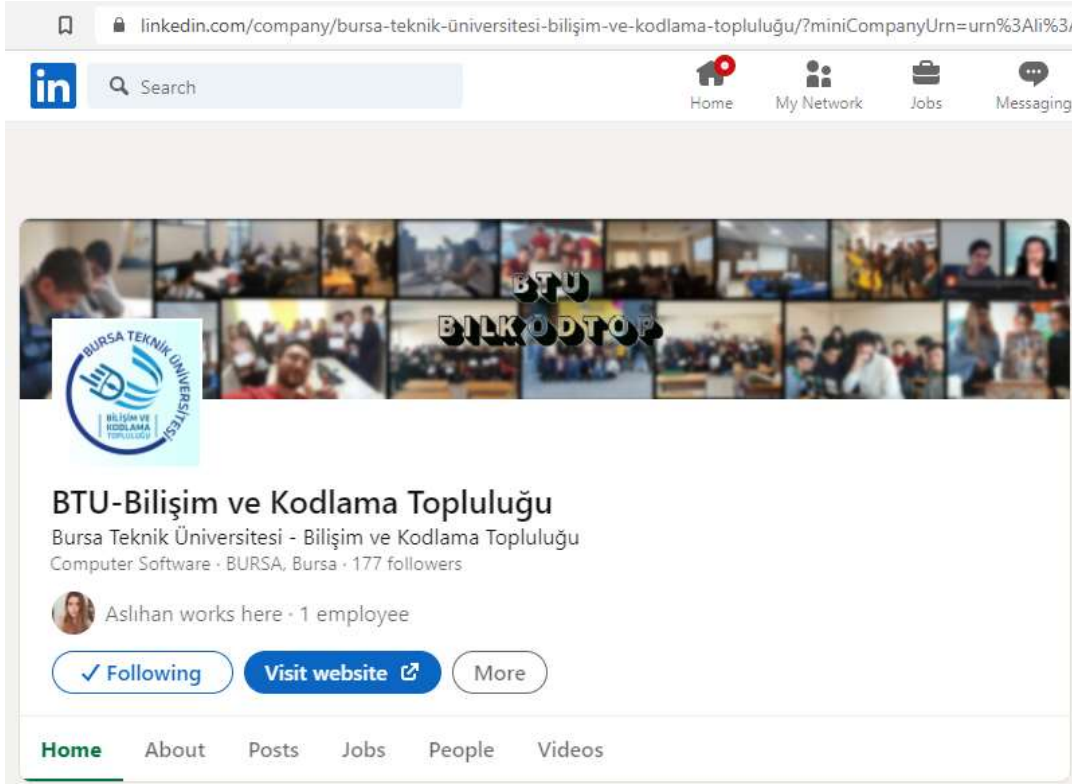 linkedin.com/company/bursa-teknik-üniversitesi-bilişim-ve-kodlama-topluluğu/?miniCompanyUrn=urn%3Ali%3A
in Search
Home My Network Jobs Messaging
BTU
BILKODTOP
BURSA TEKNİK ÜNİVERSİTESİ
BİLİŞİM VE
KODLAMA
TOPLULUĞU
BTU-Bilişim ve Kodlama Topluluğu
Bursa Teknik Üniversitesi - Bilişim ve Kodlama Topluluğu
Computer Software · BURSA, Bursa · 177 followers
Aslıhan works here · 1 employee
✓ Following Visit website More
Home About Posts Jobs People Videos